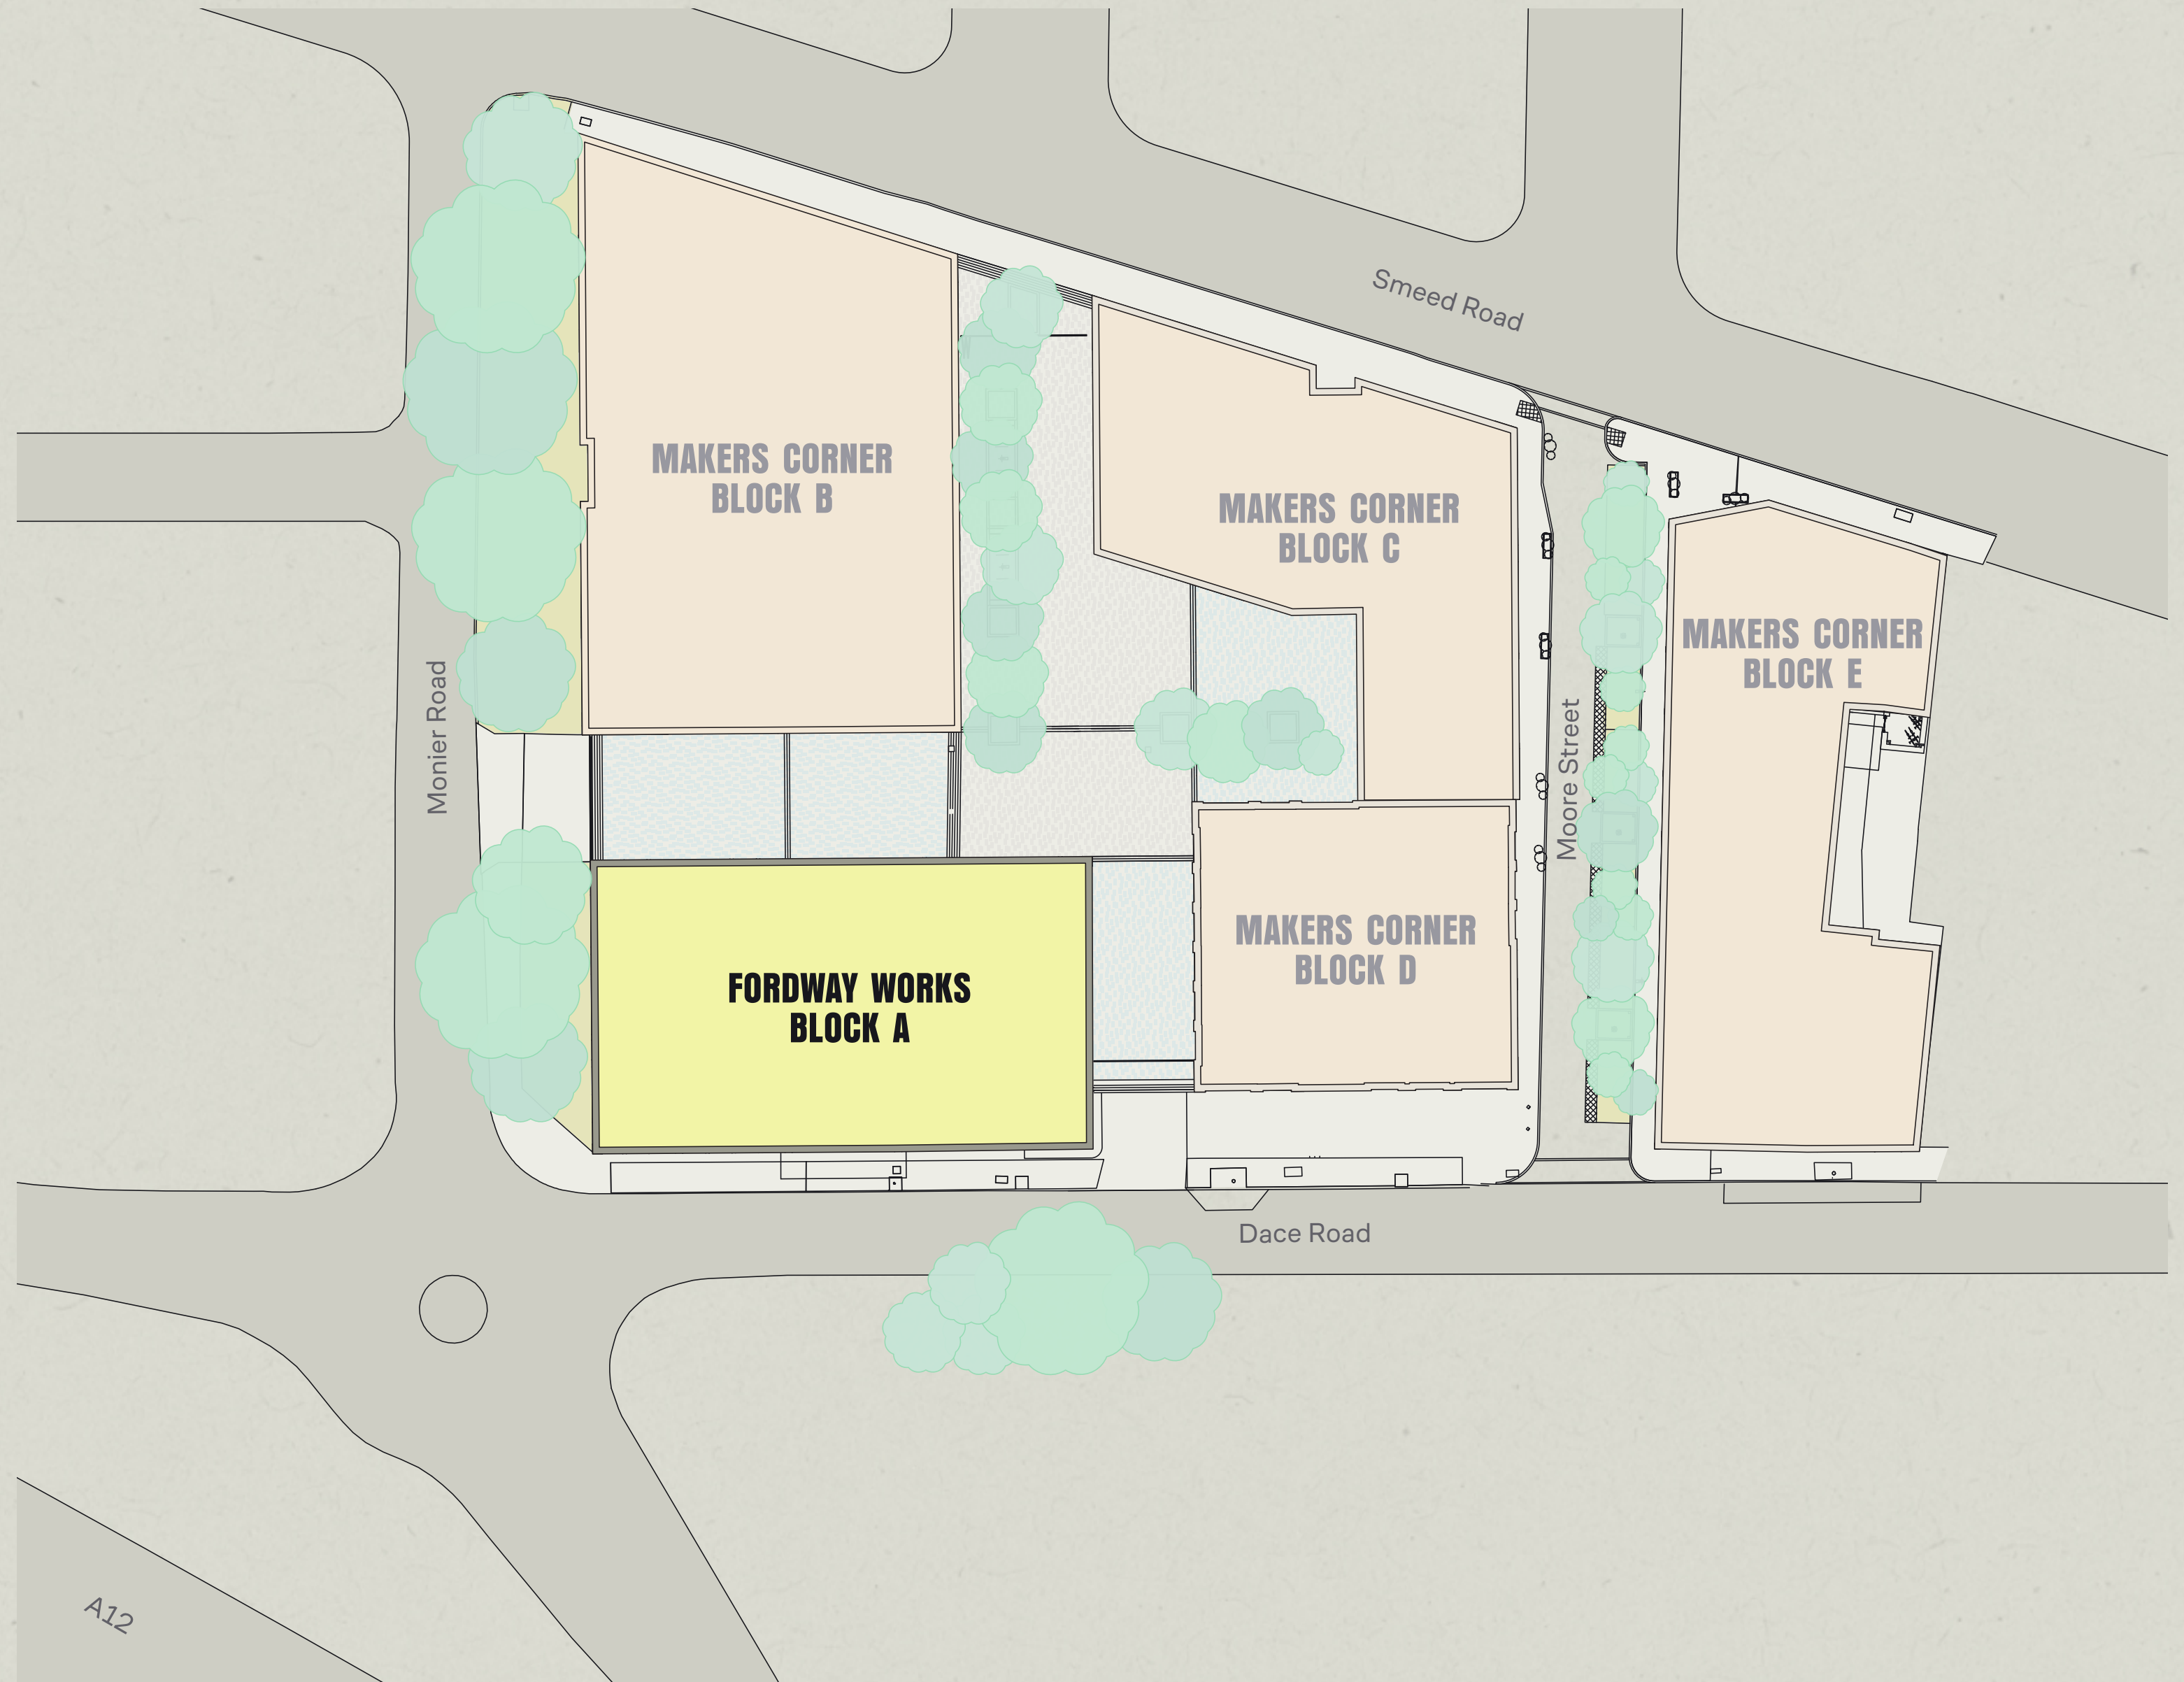 Smeed Road
MAKERS CORNER
BLOCK B
MAKERS CORNER
BLOCK C
MAKERS CORNER
BLOCK E
Monier Road
Moore Street
MAKERS CORNER
BLOCK D
FORDWAY WORKS
BLOCK A
Dace Road
A12